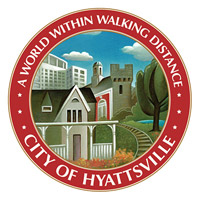 A WORLD WITHIN WALKING DISTANCE
CITY OF HYATTSVILLE